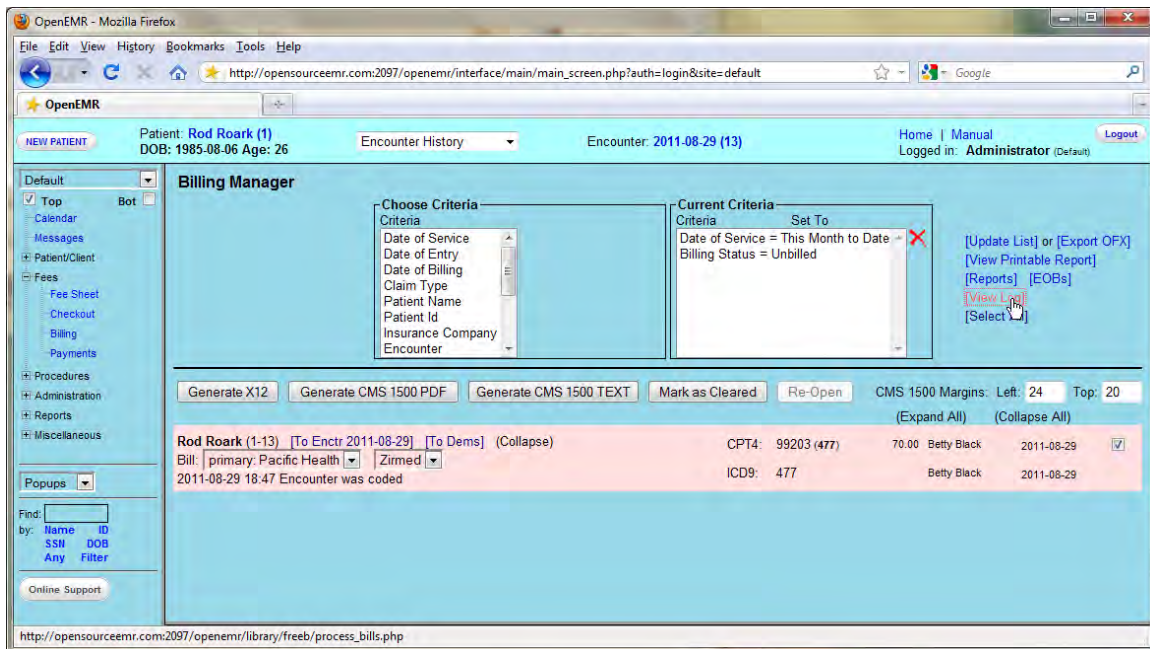 OpenEMR - Mozilla Firefox
File Edit View History Bookmarks Tools Help
http://opensourceemr.com:2097/openemr/interface/main/main_screen.php?auth=login&site=default
Google
OpenEMR
NEW PATIENT
Patient: Rod Roark (1)
DOB: 1985-08-06 Age: 26
Encounter History
Encounter: 2011-08-29 (13)
Home | Manual
Logged in: Administrator (Default)
Logout
Default
Top Bot
Calendar
Messages
Patient/Client
Fees
Fee Sheet
Checkout
Billing
Payments
Procedures
Administration
Reports
Miscellaneous
Popups
Find:
by: Name ID
SSN DOB
Any Filter
Online Support
Billing Manager
Choose Criteria
Criteria
Date of Service
Date of Entry
Date of Billing
Claim Type
Patient Name
Patient Id
Insurance Company
Encounter
Current Criteria
Criteria Set To
Date of Service = This Month to Date
Billing Status = Unbilled
[Update List] or [Export OFX]
[View Printable Report]
[Reports] [EOBs]
[View Log]
[Select All]
Generate X12 Generate CMS 1500 PDF Generate CMS 1500 TEXT Mark as Cleared Re-Open CMS 1500 Margins: Left: 24 Top: 20
(Expand All) (Collapse All)
Rod Roark (1-13) [To Enctr 2011-08-29] [To Dems] (Collapse) CPT4: 99203 (477) 70.00 Betty Black 2011-08-29
Bill: primary: Pacific Health Zirmed ICD9: 477 Betty Black 2011-08-29
2011-08-29 18:47 Encounter was coded
http://opensourceemr.com:2097/openemr/library/freeb/process_bills.php